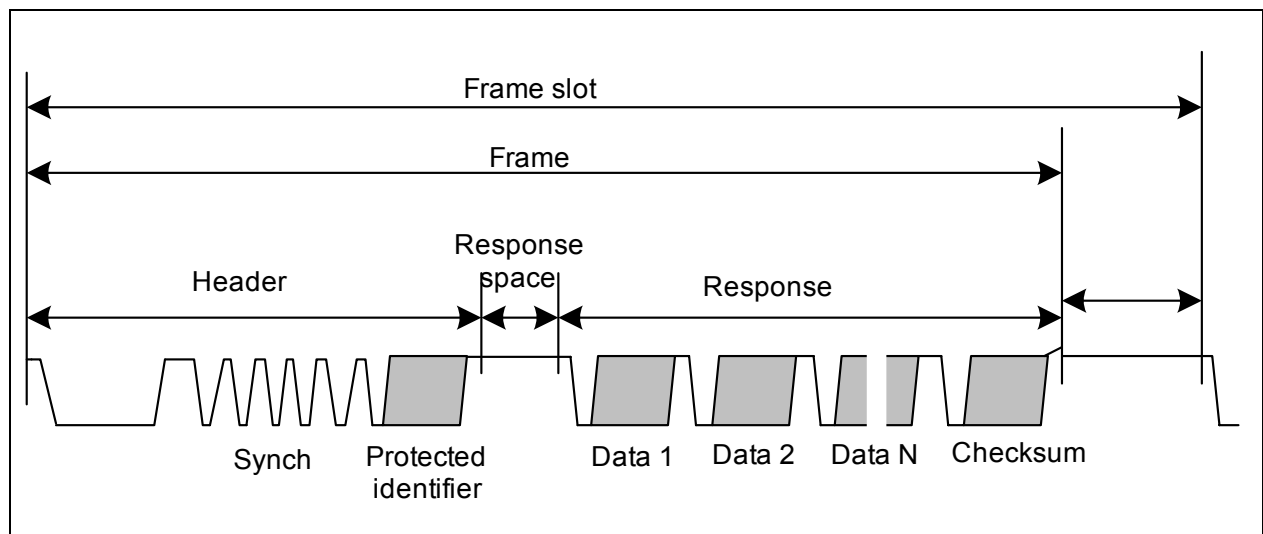 Frame slot
Frame
Response
space
Header
Response
Synch
Protected
identifier
Data 1
Data 2
Data N
Checksum